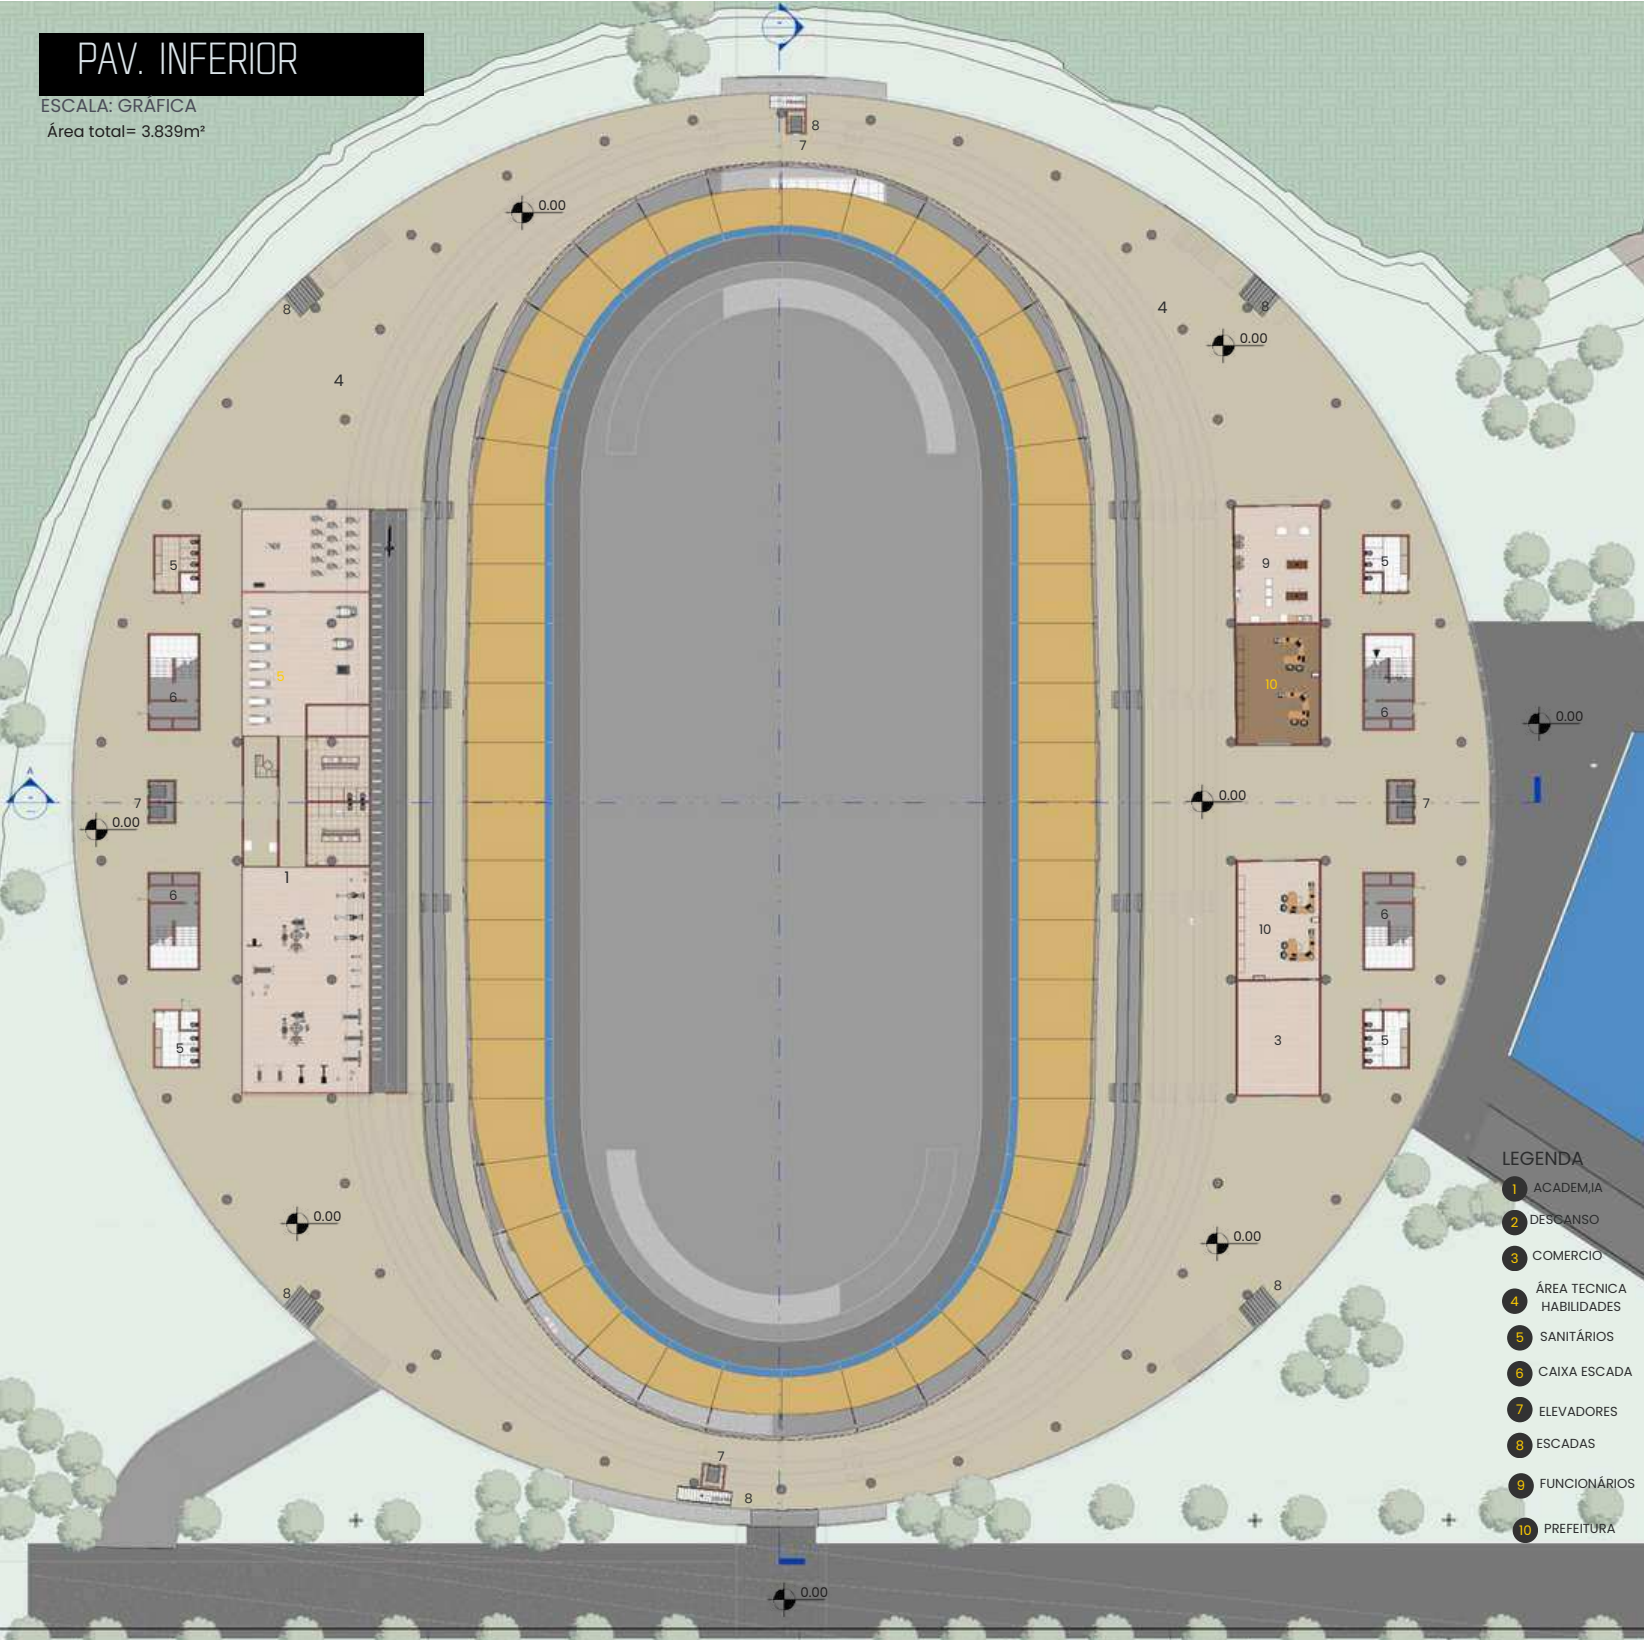 PAV. INFERIOR
ESCALA: GRÁFICA
Área total= 3.839m²
8
7
0.00
8
4
8
0.00
4
5
9
5
5
6
10
6
0.00
7
0.00
0.00
7
1
6
10
6
5
3
5
0.00
0.00
8
8
7
8
0.00
A
LEGENDA
1 ACADEM,IA
2 DESCANSO
3 COMERCIO
4 ÁREA TECNICA
HABILIDADES
5 SANITÁRIOS
6 CAIXA ESCADA
7 ELEVADORES
8 ESCADAS
9 FUNCIONÁRIOS
10 PREFEITURA